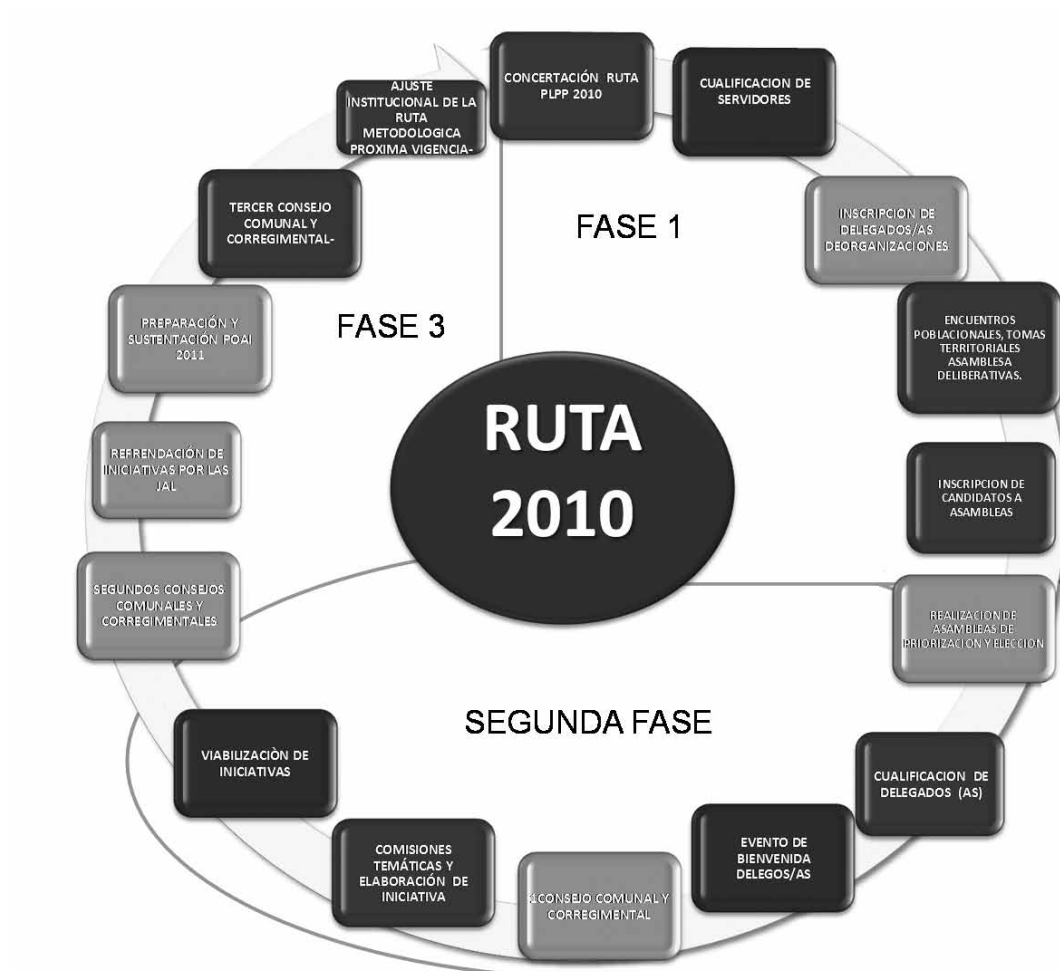 CONCERTACIÓN RUTA
PLPP 2010
CUALIFICACION DE
SERVIDORES
INSCRIPCION DE
DELEGADOS/AS
DEORGANIZACIONES
ENCUENTROS
POBLACIONALES, TOMAS
TERRITORIALES
ASAMBLESA
DELIBERATIVAS.
INSCRIPCION DE
CANDIDATOS A
ASAMBLEAS
REALIZACION DE
ASAMBLEAS DE
PRIORIZACION Y ELECCION
CUALIFICACION DE
DELEGADOS (AS)
EVENTO DE
BIENVENIDA
DELEGOS/AS
1CONSEJO COMUNAL Y
CORREGIMENTAL
COMISIONES
TEMÁTICAS Y
ELABORACIÓN DE
INICIATIVA
VIABILIZACIÒN DE
INICIATIVAS
SEGUNDOS CONSEJOS
COMUNALES Y
CORREGIMENTALES
REFRENDACIÓN DE
INICIATIVAS POR LAS
JAL
PREPARACIÓN Y
SUSTENTACIÓN POAI
2011
TERCER CONSEJO
COMUNAL Y
CORREGIMENTAL-
AJUSTE
INSTITUCIONAL DE LA
RUTA
METODOLOGICA
PROXIMA VIGENCIA-
FASE 1
FASE 3
RUTA
2010
SEGUNDA FASE